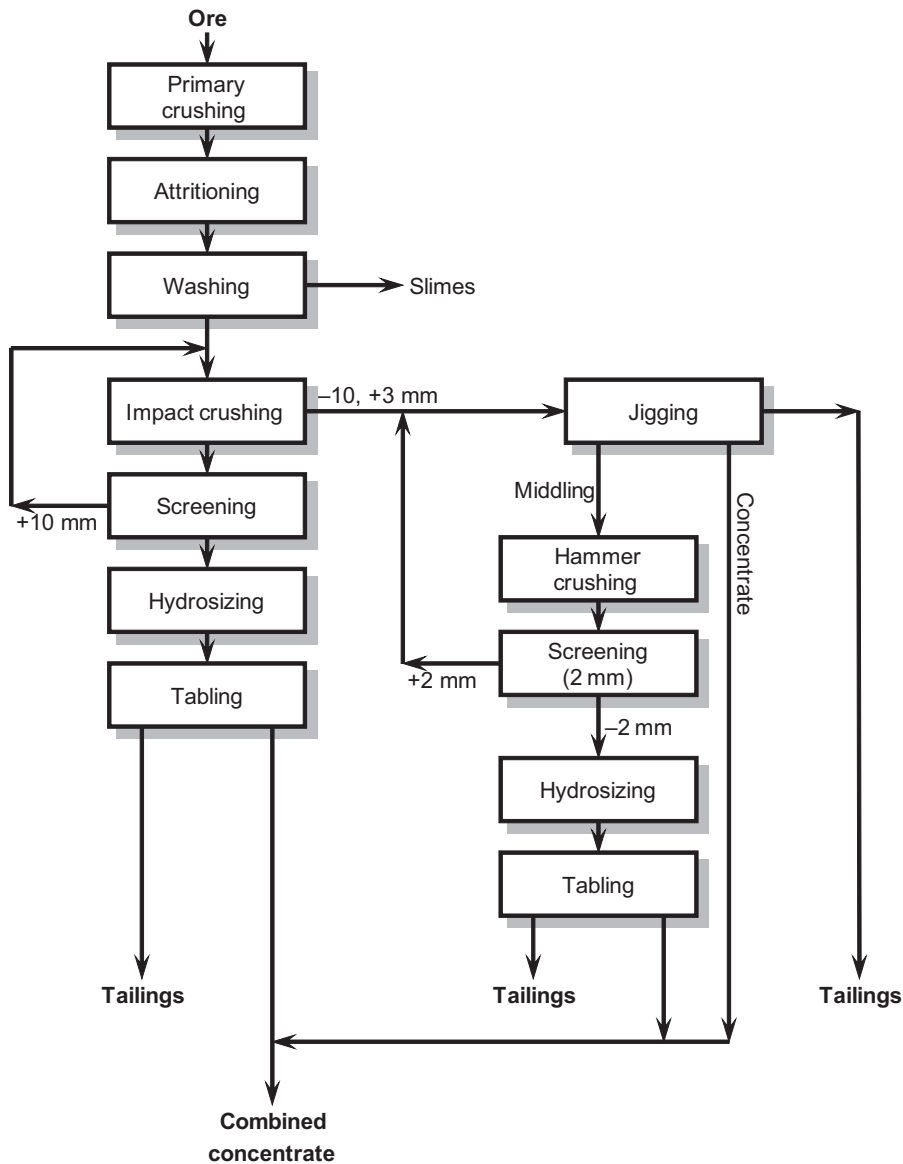 Ore
Primary
crushing
Attritioning
Washing
Slimes
Impact crushing
–10, +3 mm
Jigging
Screening
+10 mm
Middling
Concentrate
Hammer
crushing
Hydrosizing
Screening
(2 mm)
+2 mm
Tabling
–2 mm
Hydrosizing
Tabling
Tailings
Tailings
Tailings
Combined
concentrate